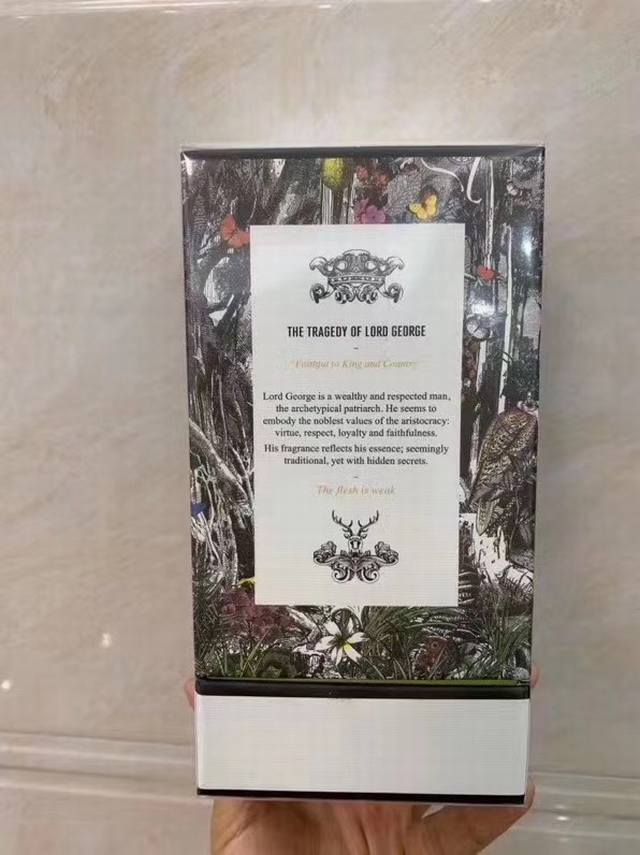 THE TRAGEDY OF LORD GEORGE
"Faithful to King and Country"
Lord George is a wealthy and respected man,
the archetypical patriarch. He seems to
embody the noblest values of the aristocracy:
virtue, respect, loyalty and faithfulness.
His fragrance reflects his essence; seemingly
traditional, yet with hidden secrets.
The flesh is weak